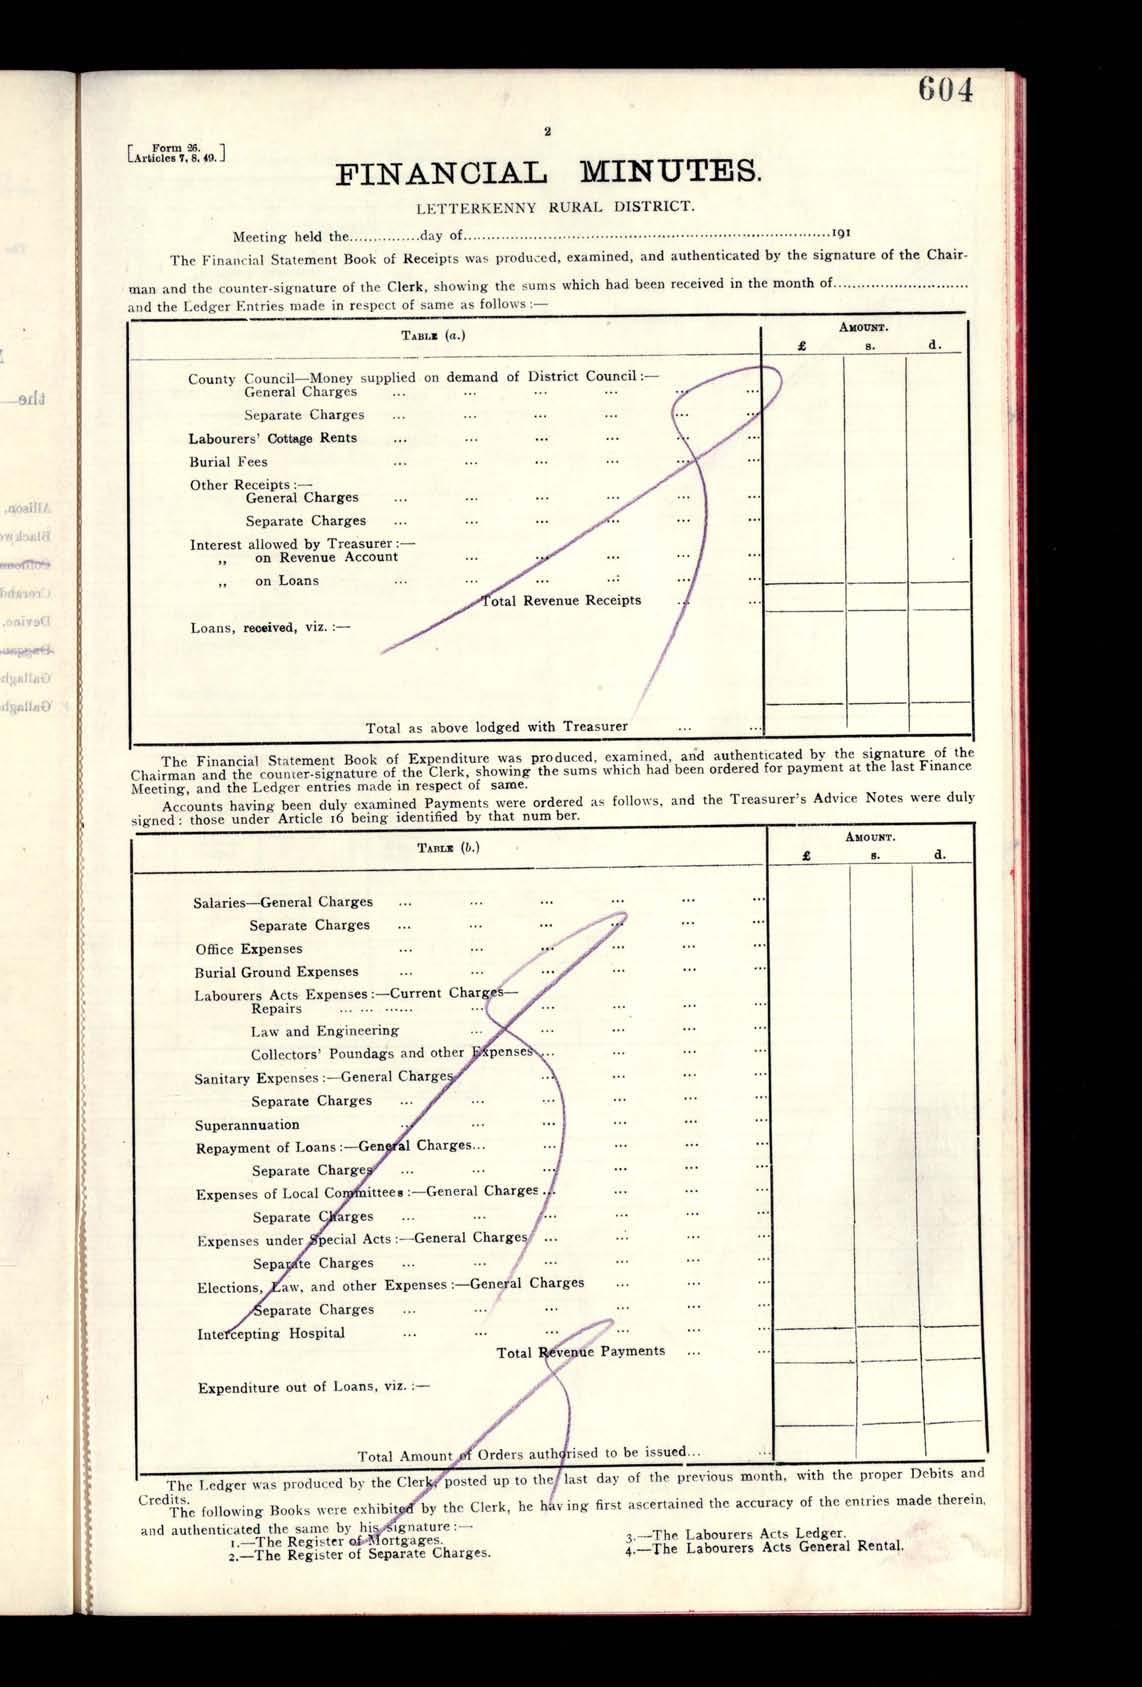 604
2
[Form 26.
Articles 7, 8, 49.]
FINANCIAL MINUTES.
LETTERKENNY RURAL DISTRICT.
Meeting held the...............day of..............................................................................191
The Financial Statement Book of Receipts was produced, examined, and authenticated by the signature of the Chair-
man and the counter-signature of the Clerk, showing the sums which had been received in the month of.............................
and the Ledger Entries made in respect of same as follows :—
TABLE (a.) AMOUNT.
£ s. d.
County Council—Money supplied on demand of District Council :—
General Charges ... ... ... ... ... ...
Separate Charges ... ... ... ... ... ...
Labourers' Cottage Rents ... ... ... ... ... ...
Burial Fees ... ... ... ... ... ...
Other Receipts :—
General Charges ... ... ... ... ... ...
Separate Charges ... ... ... ... ... ...
Interest allowed by Treasurer :—
,, on Revenue Account ... ... ... ... ...
,, on Loans ... ... ... ... ... ...
Total Revenue Receipts ... ...
Loans, received, viz. :—
Total as above lodged with Treasurer ... ...
The Financial Statement Book of Expenditure was produced, examined, and authenticated by the signature of the
Chairman and the counter-signature of the Clerk, showing the sums which had been ordered for payment at the last Finance
Meeting, and the Ledger entries made in respect of same.
Accounts having been duly examined Payments were ordered as follows, and the Treasurer's Advice Notes were duly
signed : those under Article 16 being identified by that num ber.
TABLE (b.) AMOUNT.
£ s. d.
Salaries—General Charges ... ... ... ... ... ...
Separate Charges ... ... ... ... ... ...
Office Expenses ... ... ... ... ... ...
Burial Ground Expenses ... ... ... ... ... ...
Labourers Acts Expenses :—Current Charges—
Repairs ... ... ...... ... ... ... ... ...
Law and Engineering ... ... ... ... ...
Collectors' Poundags and other Expenses... ... ... ...
Sanitary Expenses :—General Charges ... ... ... ...
Separate Charges ... ... ... ... ... ...
Superannuation ... ... ... ... ... ...
Repayment of Loans :—General Charges... ... ... ... ...
Separate Charges ... ... ... ... ... ...
Expenses of Local Committees :—General Charges ... ... ... ...
Separate Charges ... ... ... ... ... ...
Expenses under Special Acts :—General Charges ... ... ... ...
Separate Charges ... ... ... ... ... ...
Elections, Law, and other Expenses :—General Charges ... ... ...
Separate Charges ... ... ... ... ... ...
Intercepting Hospital ... ... ... ... ... ...
Total Revenue Payments ... ...
Expenditure out of Loans, viz. :—
Total Amount of Orders authorised to be issued... ...
The Ledger was produced by the Clerk, posted up to the last day of the previous month, with the proper Debits and
Credits.
The following Books were exhibited by the Clerk, he hav ing first ascertained the accuracy of the entries made therein,
and authenticated the same by his signature :—
1.—The Register of Mortgages. 3.—The Labourers Acts Ledger.
2.—The Register of Separate Charges. 4.—The Labourers Acts General Rental.